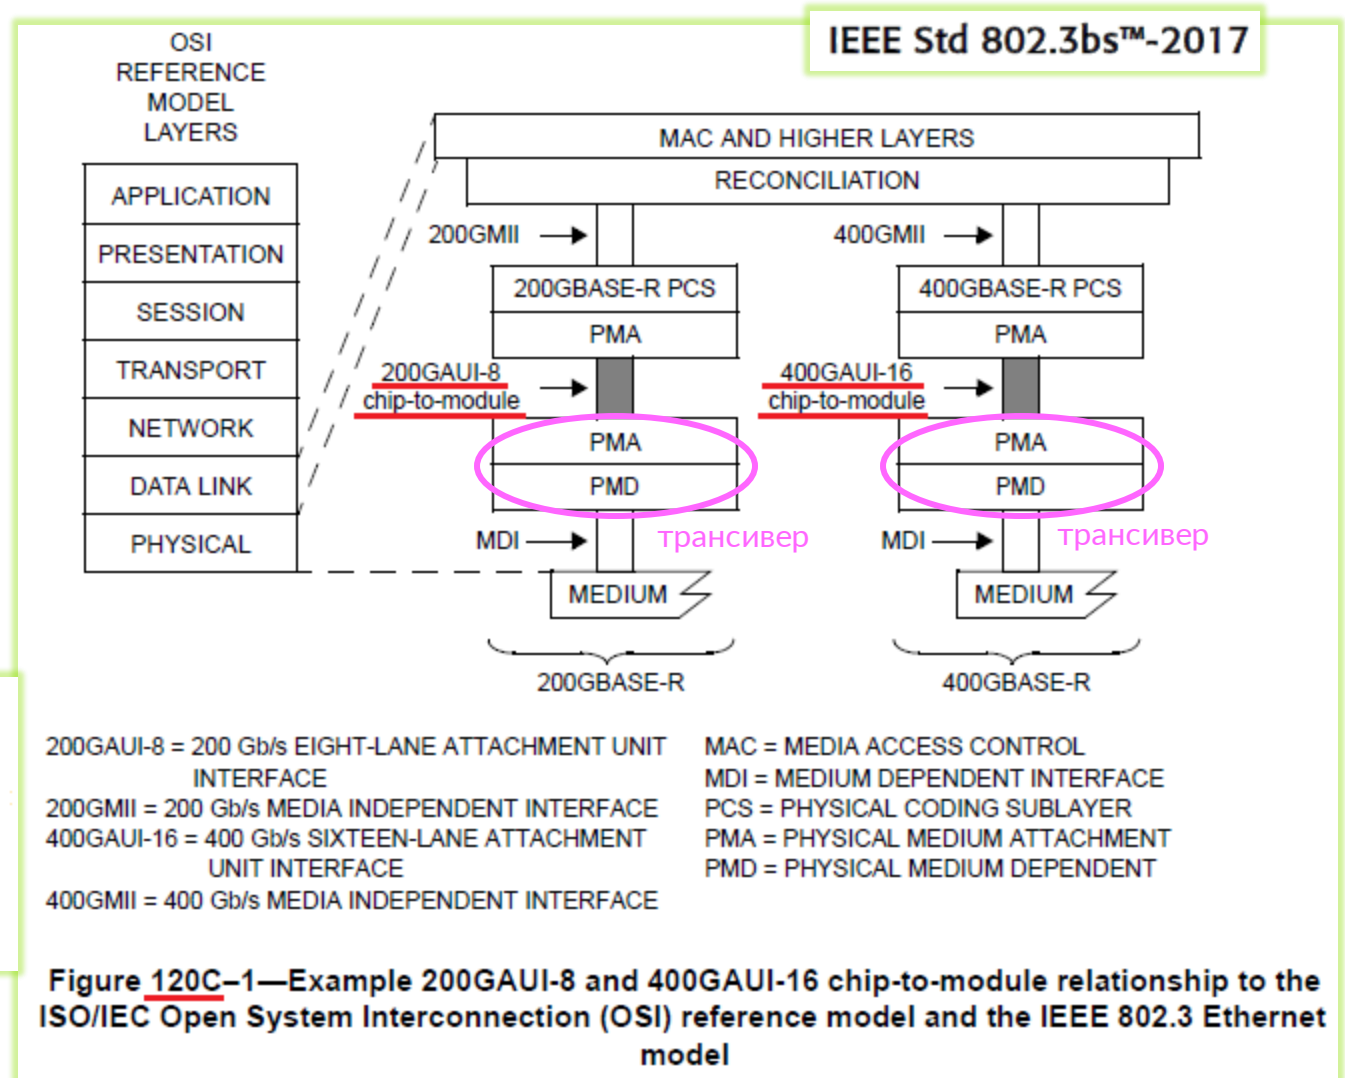 IEEE Std 802.3bs™-2017
OSI
REFERENCE
MODEL
LAYERS
APPLICATION
PRESENTATION
SESSION
TRANSPORT
NETWORK
DATA LINK
PHYSICAL
MAC AND HIGHER LAYERS
RECONCILIATION
200GMII
400GMII
200GBASE-R PCS
400GBASE-R PCS
PMA
PMA
200GAUI-8
chip-to-module
400GAUI-16
chip-to-module
PMA
PMA
PMD
PMD
MDI
трансивер
MDI
трансивер
MEDIUM
MEDIUM
200GBASE-R
400GBASE-R
200GAUI-8 = 200 Gb/s EIGHT-LANE ATTACHMENT UNIT
INTERFACE
200GMII = 200 Gb/s MEDIA INDEPENDENT INTERFACE
400GAUI-16 = 400 Gb/s SIXTEEN-LANE ATTACHMENT
UNIT INTERFACE
400GMII = 400 Gb/s MEDIA INDEPENDENT INTERFACE
MAC = MEDIA ACCESS CONTROL
MDI = MEDIUM DEPENDENT INTERFACE
PCS = PHYSICAL CODING SUBLAYER
PMA = PHYSICAL MEDIUM ATTACHMENT
PMD = PHYSICAL MEDIUM DEPENDENT
Figure 120C–1—Example 200GAUI-8 and 400GAUI-16 chip-to-module relationship to the
ISO/IEC Open System Interconnection (OSI) reference model and the IEEE 802.3 Ethernet
model